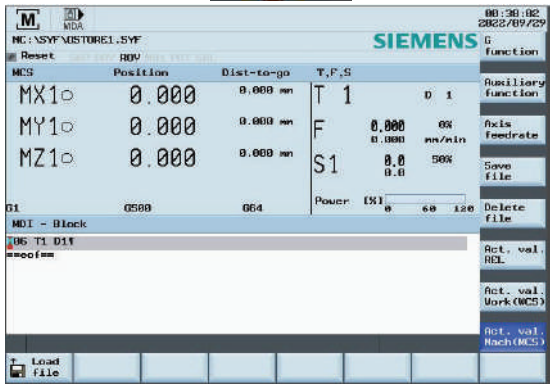 M MDA
08:38:02
2022/09/29
NC:\SYF\OSTORE1.SYF
SIEMENS
Reset ROV
MCS Position Dist-to-go T,F,S
MX1 0.000 0.000 mm T 1 D 1
MY1 0.000 0.000 mm F 0.000 0%
0.000 mm/min
MZ1 0.000 0.000 mm S1 0.0 50%
0.0
Power [%] 0 60 120
G1 G500 G64
MDI - Block
06 T1 D1¶
==eof==
G
function
Auxiliary
function
Axis
feedrate
Save
file
Delete
file
Act. val.
REL
Act. val.
Work(WCS)
Act. val.
Mach(MCS)
Load
file